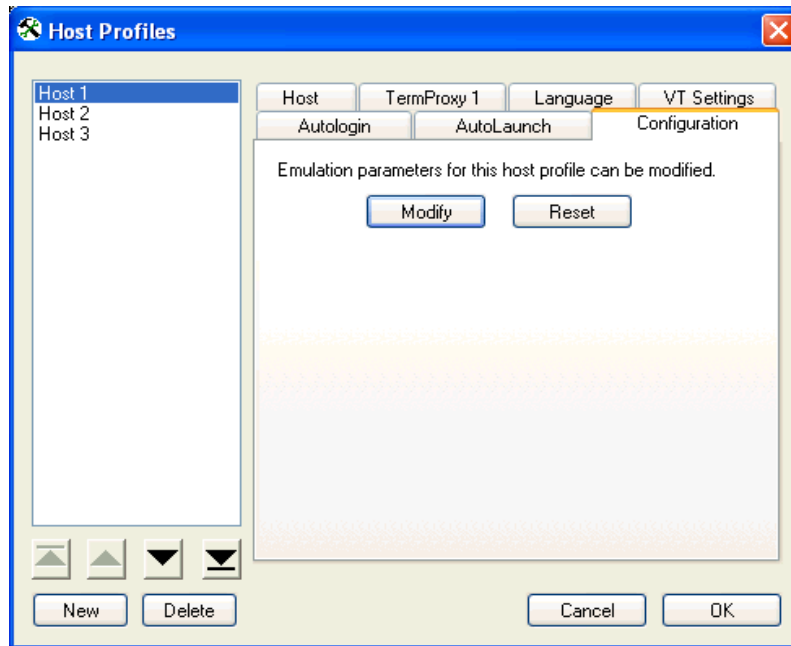 Host Profiles
Host 1
Host 2
Host 3
Host TermProxy 1 Language VT Settings
Autologin AutoLaunch Configuration
Emulation parameters for this host profile can be modified.
Modify Reset
New Delete Cancel OK